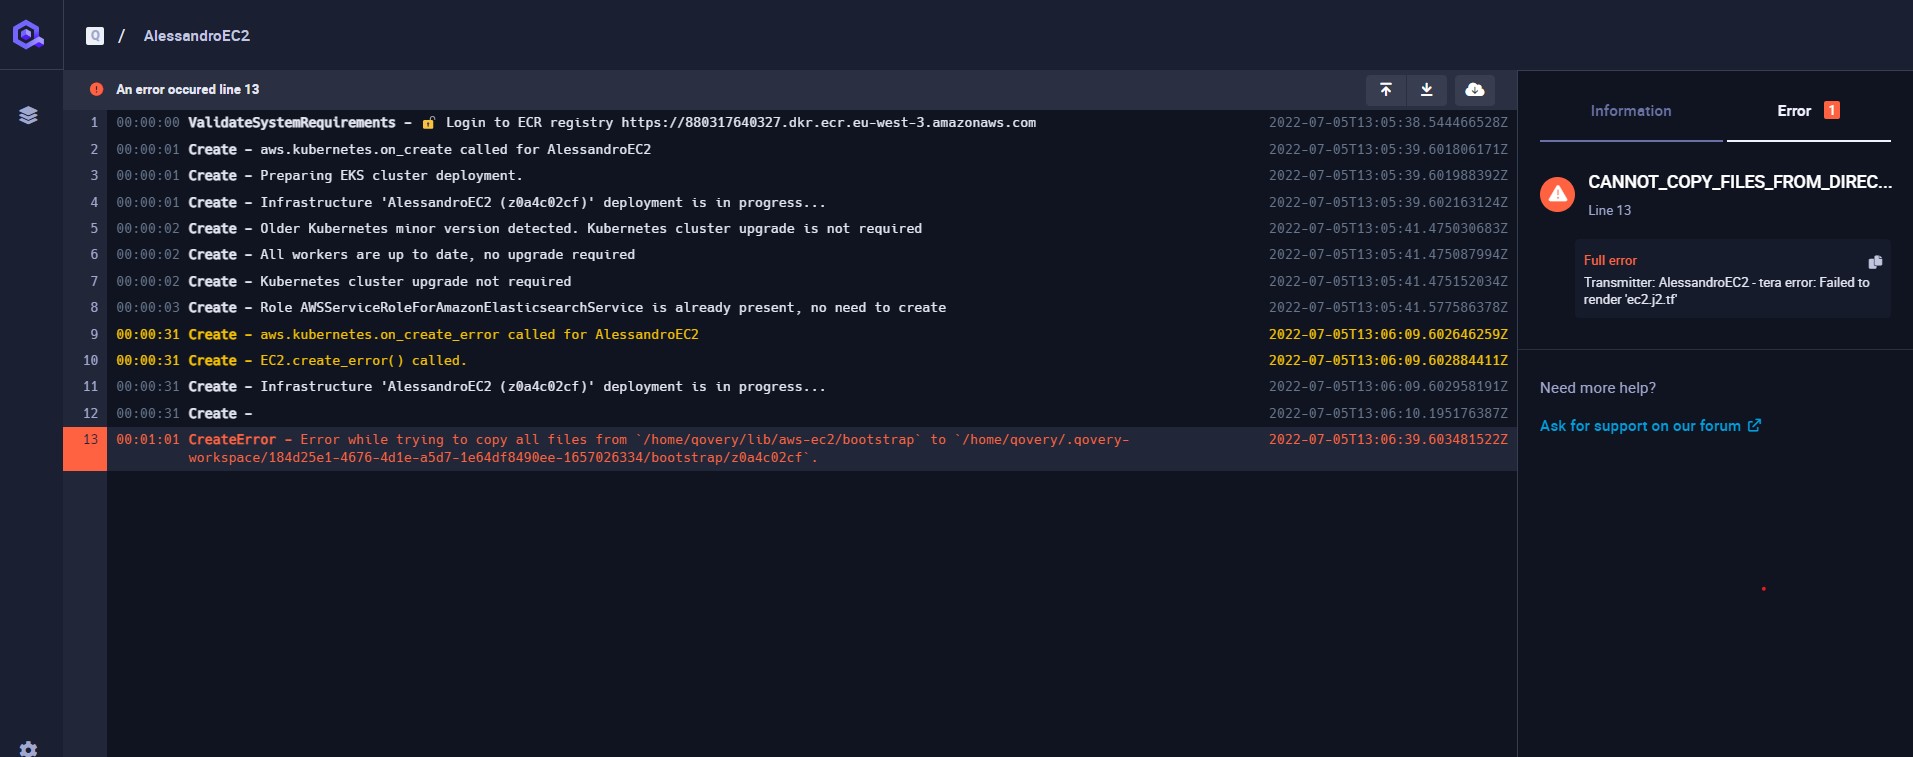 Q / AlessandroEC2
An error occured line 13
1 00:00:00 ValidateSystemRequirements - 🔓 Login to ECR registry https://880317640327.dkr.ecr.eu-west-3.amazonaws.com 2022-07-05T13:05:38.544466528Z
2 00:00:01 Create - aws.kubernetes.on_create called for AlessandroEC2 2022-07-05T13:05:39.601806171Z
3 00:00:01 Create - Preparing EKS cluster deployment. 2022-07-05T13:05:39.601988392Z
4 00:00:01 Create - Infrastructure 'AlessandroEC2 (z0a4c02cf)' deployment is in progress... 2022-07-05T13:05:39.602163124Z
5 00:00:02 Create - Older Kubernetes minor version detected. Kubernetes cluster upgrade is not required 2022-07-05T13:05:41.475030683Z
6 00:00:02 Create - All workers are up to date, no upgrade required 2022-07-05T13:05:41.475087994Z
7 00:00:02 Create - Kubernetes cluster upgrade not required 2022-07-05T13:05:41.475152034Z
8 00:00:03 Create - Role AWSServiceRoleForAmazonElasticsearchService is already present, no need to create 2022-07-05T13:05:41.577586378Z
9 00:00:31 Create - aws.kubernetes.on_create_error called for AlessandroEC2 2022-07-05T13:06:09.602646259Z
10 00:00:31 Create - EC2.create_error() called. 2022-07-05T13:06:09.602884411Z
11 00:00:31 Create - Infrastructure 'AlessandroEC2 (z0a4c02cf)' deployment is in progress... 2022-07-05T13:06:09.602958191Z
12 00:00:31 Create - 2022-07-05T13:06:10.195176387Z
13 00:01:01 CreateError - Error while trying to copy all files from `/home/qovery/lib/aws-ec2/bootstrap` to `/home/qovery/.qovery- 2022-07-05T13:06:39.603481522Z
workspace/184d25e1-4676-4d1e-a5d7-1e64df8490ee-1657026334/bootstrap/z0a4c02cf`.
Information Error 1
CANNOT_COPY_FILES_FROM_DIREC...
Line 13
Full error
Transmitter: AlessandroEC2 - tera error: Failed to
render 'ec2.j2.tf'
Need more help?
Ask for support on our forum